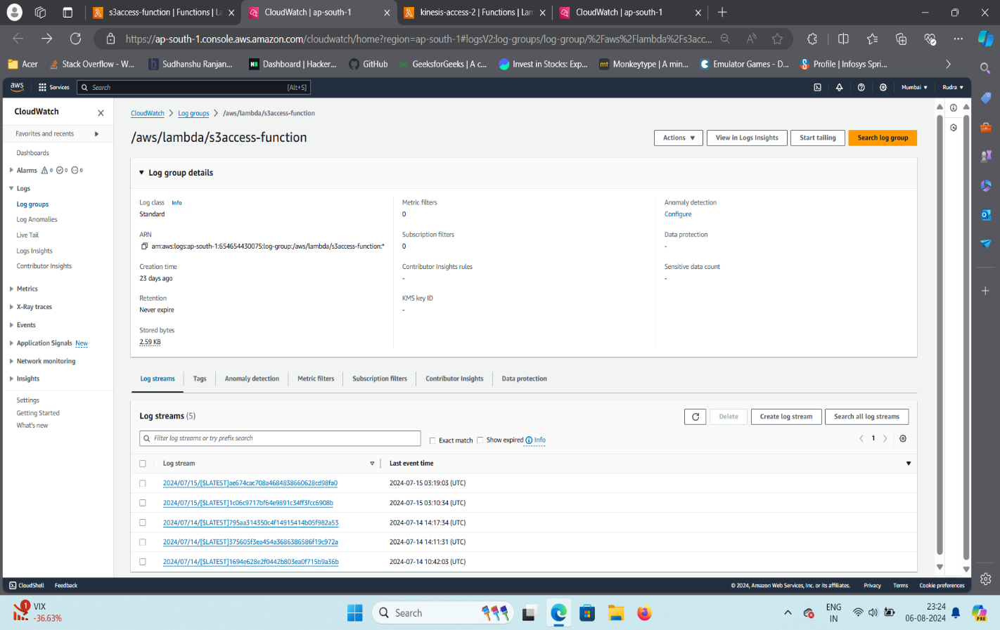 s3access-function | Functions | La
CloudWatch | ap-south-1
kinesis-access-2 | Functions | Lam
CloudWatch | ap-south-1
https://ap-south-1.console.aws.amazon.com/cloudwatch/home?region=ap-south-1#logsV2:log-groups/log-group/%2Faws%2Flambda%2Fs3acc...
Acer
Stack Overflow - W...
Sudhanshu Ranjan...
Dashboard | Hacker...
GitHub
GeeksforGeeks | A c...
Invest in Stocks: Exp...
Monkeytype | A min...
Emulator Games - D...
Profile | Infosys Spri...
aws
Services
Search
[Alt+S]
Mumbai
Rudra
CloudWatch
Favorites and recents
Dashboards
Alarms 0 0 0
Logs
Log groups
Log Anomalies
Live Tail
Logs Insights
Contributor Insights
Metrics
X-Ray traces
Events
Application Signals New
Network monitoring
Insights
Settings
Getting Started
What's new
CloudWatch > Log groups > /aws/lambda/s3access-function
/aws/lambda/s3access-function
Actions
View in Logs Insights
Start tailing
Search log group
Log group details
Log class Info
Standard
ARN
arn:aws:logs:ap-south-1:654654430075:log-group:/aws/lambda/s3access-function:*
Creation time
23 days ago
Retention
Never expire
Stored bytes
2.59 KB
Metric filters
0
Subscription filters
0
Contributor Insights rules
-
KMS key ID
-
Anomaly detection
Configure
Data protection
-
Sensitive data count
-
Log streams
Tags
Anomaly detection
Metric filters
Subscription filters
Contributor Insights
Data protection
Log streams (5)
Delete
Create log stream
Search all log streams
Filter log streams or try prefix search
Exact match
Show expired Info
1
Log stream
Last event time
2024/07/15/[$LATEST]ae674cac708a4684838660628cd98fa0 2024-07-15 03:19:03 (UTC)
2024/07/15/[$LATEST]1c06c9717bf64e9891c34ff3fcc6908b 2024-07-15 03:10:34 (UTC)
2024/07/14/[$LATEST]795aa314350c4f14915414b05f982a53 2024-07-14 14:17:34 (UTC)
2024/07/14/[$LATEST]375605f3ea454a3686386586f19c972a 2024-07-14 14:11:31 (UTC)
2024/07/14/[$LATEST]1694e628e2f0442b803ea0f715b9a36b 2024-07-14 10:42:03 (UTC)
CloudShell
Feedback
© 2024, Amazon Web Services, Inc. or its affiliates.
Privacy
Terms
Cookie preferences
1
VIX
-36.63%
Search
ENG
IN
23:24
06-08-2024
PRE